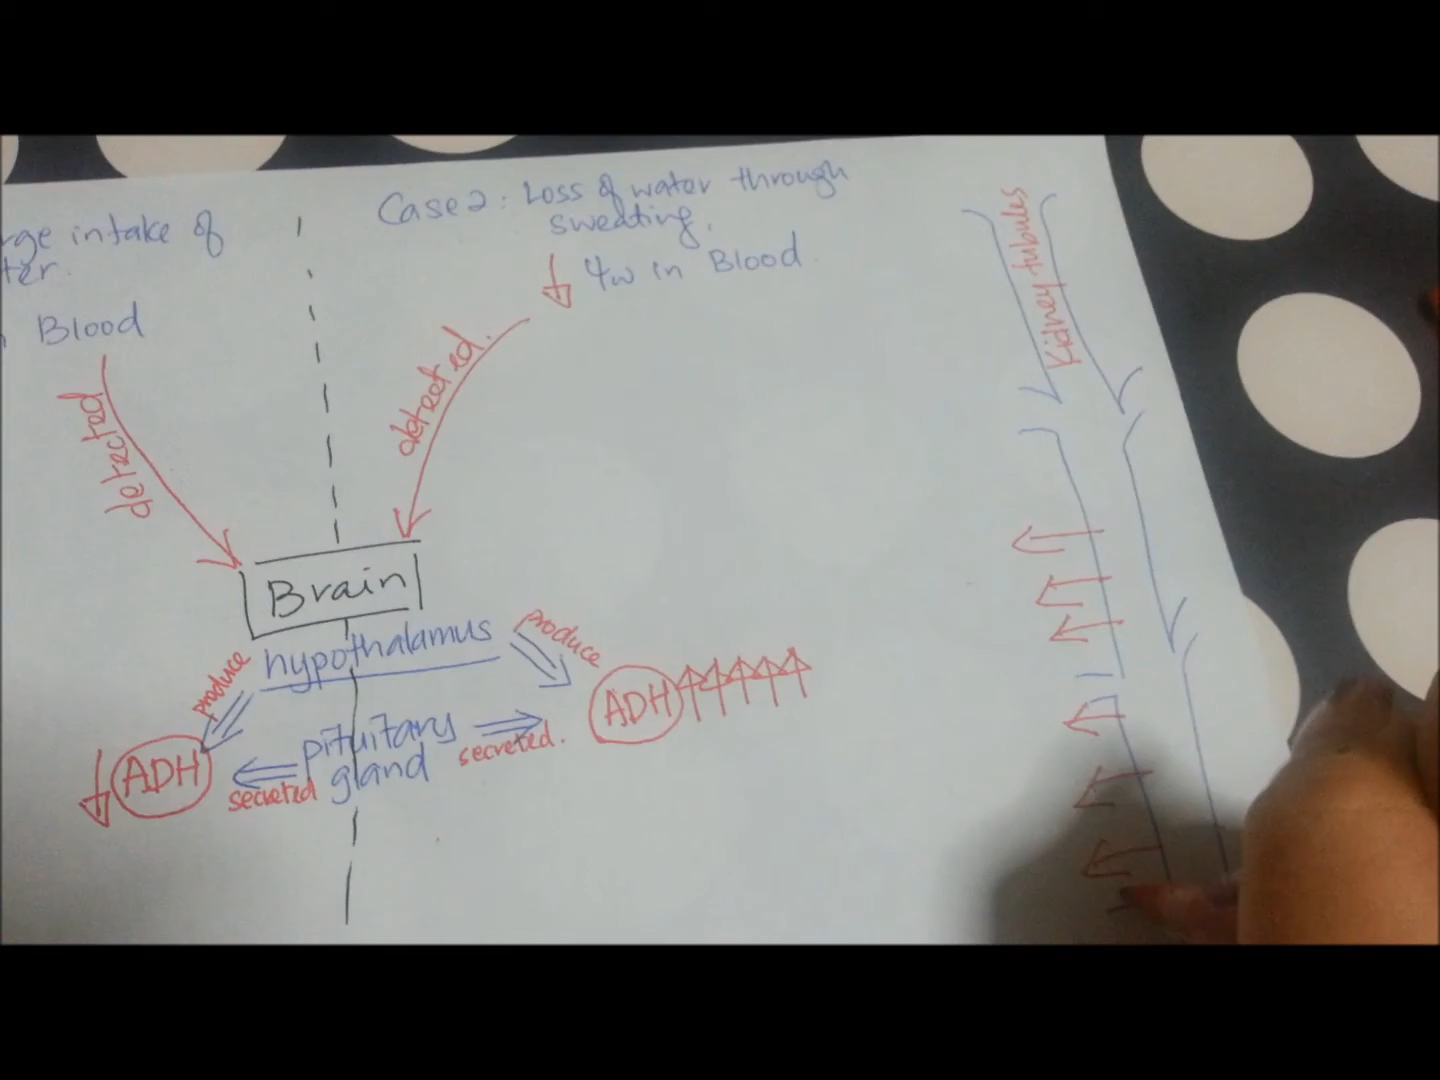 rge intake of
ter.
Blood
detected
Case 2: Loss of water through
sweating.
Ψw in Blood.
detected.
Kidney tubules
Brain
hypothalamus
produce
produce
ADH
pituitary
gland
secreted
secreted.
ADH